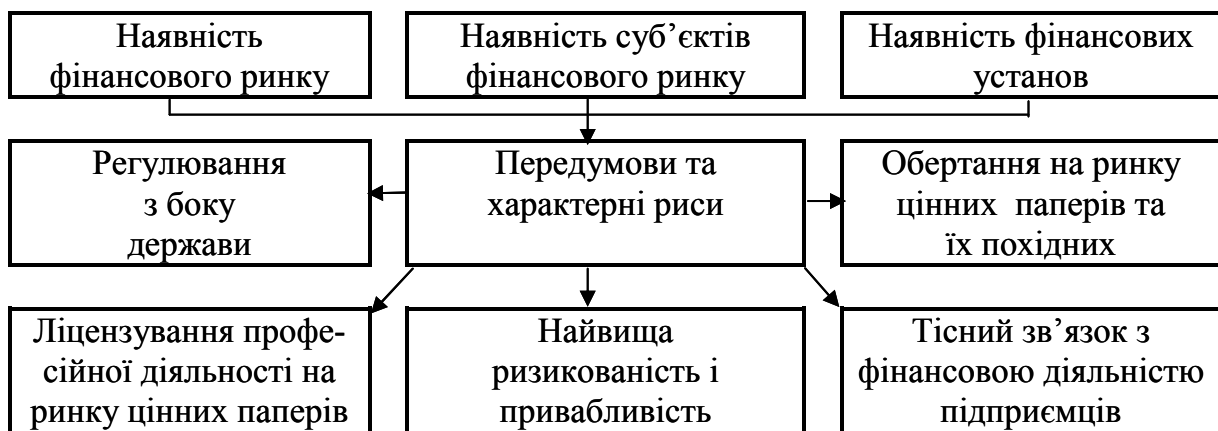 Наявність
фінансового ринку
Наявність суб’єктів
фінансового ринку
Наявність фінансових
установ
Регулювання
з боку
держави
Передумови та
характерні риси
Обертання на ринку
цінних паперів та
їх похідних
Ліцензування профе-
сійної діяльності на
ринку цінних паперів
Найвища
ризикованість і
привабливість
Тісний зв’язок з
фінансовою діяльністю
підприємців